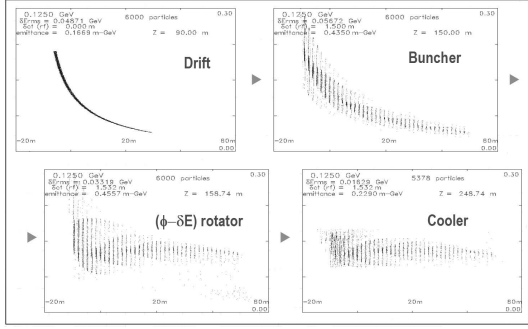 0.1250 GeV
δErms = 0.04871 GeV
6000 particles
0.30
δct (rf) = 0.000 m
emittance = 0.1669 m-GeV
Z = 90.00 m
Drift
-20m
20m
60m
0.00
0.1250 GeV
δErms = 0.05672 GeV
6000 particles
0.30
δct (rf) = 1.500 m
emittance = 0.4350 m-GeV
Z = 150.00 m
Buncher
-20m
20m
60m
0.00
0.1250 GeV
δErms = 0.03319 GeV
6000 particles
0.30
δct (rf) = 1.532 m
emittance = 0.4557 m-GeV
Z = 158.74 m
(ϕ–δE) rotator
-20m
20m
60m
0.00
0.1250 GeV
δErms = 0.01629 GeV
5378 particles
0.30
δct (rf) = 1.532 m
emittance = 0.2290 m-GeV
Z = 248.74 m
Cooler
-20m
20m
60m
0.00